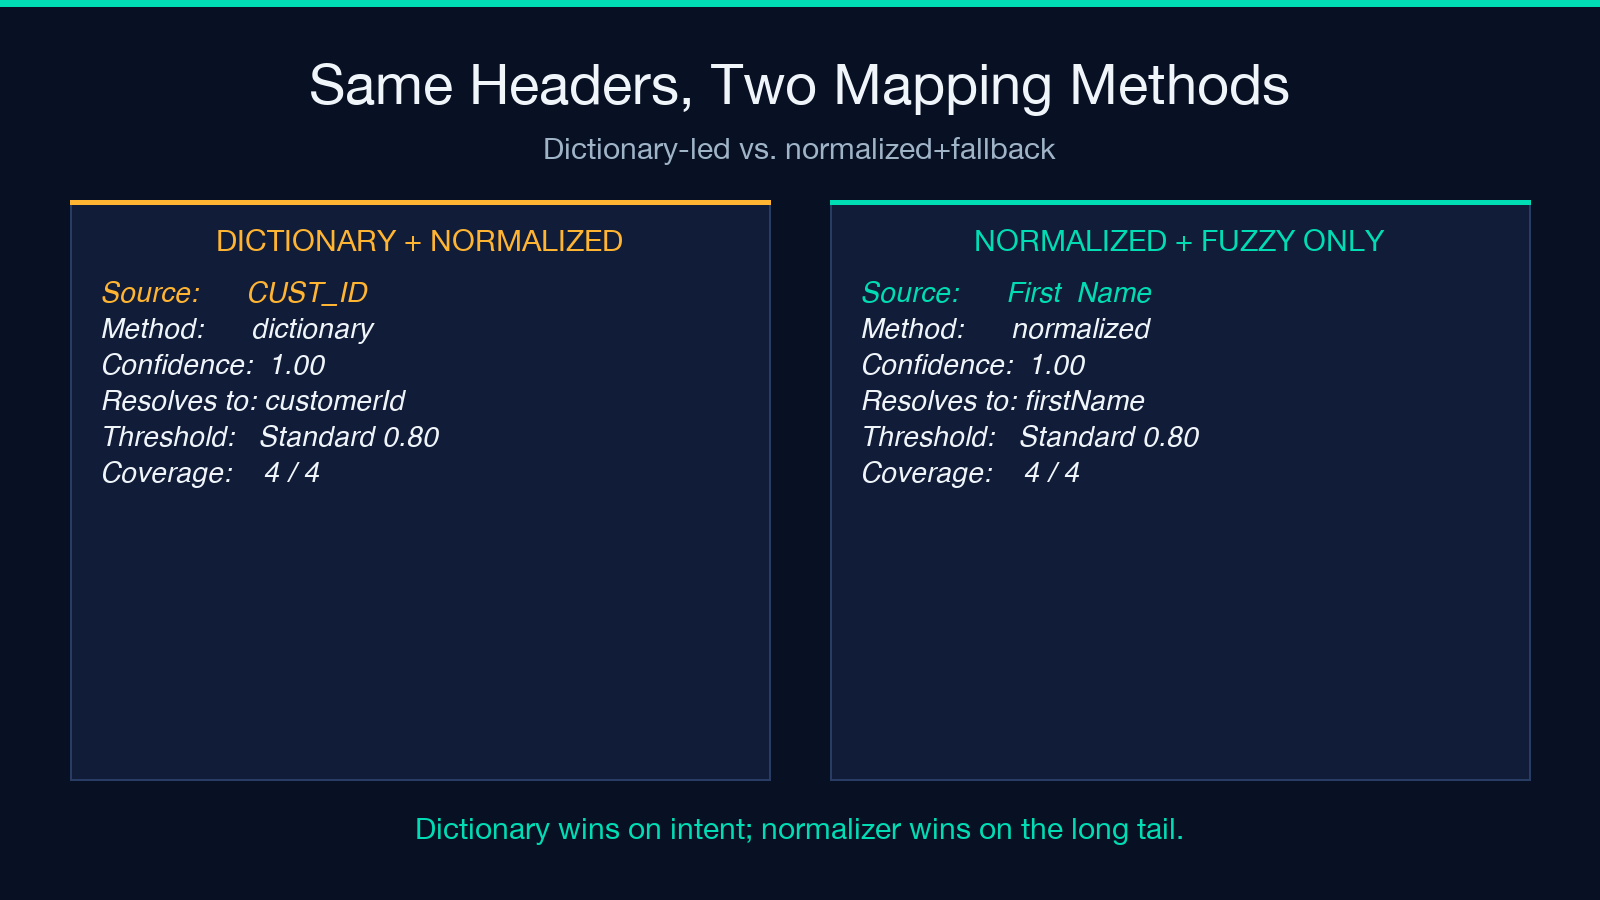 Same Headers, Two Mapping Methods
Dictionary-led vs. normalized+fallback
DICTIONARY + NORMALIZED
Source: CUST_ID
Method: dictionary
Confidence: 1.00
Resolves to: customerId
Threshold: Standard 0.80
Coverage: 4 / 4
NORMALIZED + FUZZY ONLY
Source: First  Name
Method: normalized
Confidence: 1.00
Resolves to: firstName
Threshold: Standard 0.80
Coverage: 4 / 4
Dictionary wins on intent; normalizer wins on the long tail.